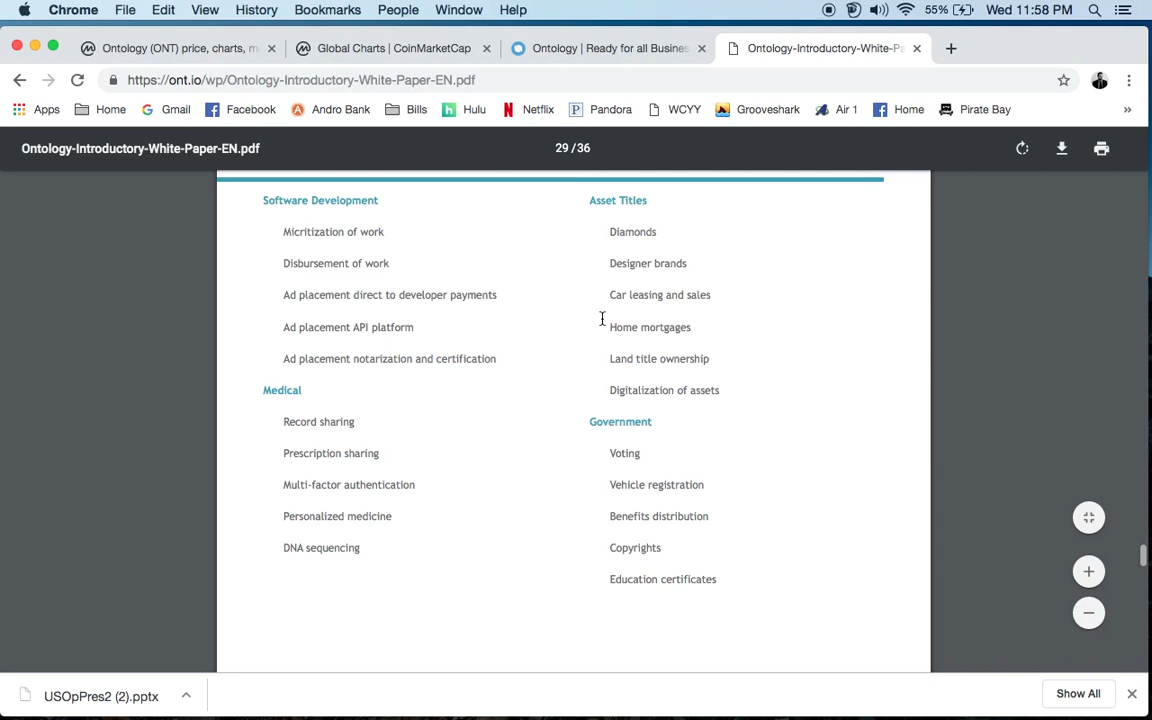 Chrome File Edit View History Bookmarks People Window Help 55% Wed 11:58 PM
Ontology (ONT) price, charts, m
Global Charts | CoinMarketCap
Ontology | Ready for all Busines
Ontology-Introductory-White-Pa
https://ont.io/wp/Ontology-Introductory-White-Paper-EN.pdf
Apps Home Gmail Facebook Andro Bank Bills Hulu Netflix Pandora WCYY Grooveshark Air 1 Home Pirate Bay »
Ontology-Introductory-White-Paper-EN.pdf 29 / 36
Software Development
Micritization of work
Disbursement of work
Ad placement direct to developer payments
Ad placement API platform
Ad placement notarization and certification
Medical
Record sharing
Prescription sharing
Multi-factor authentication
Personalized medicine
DNA sequencing
Asset Titles
Diamonds
Designer brands
Car leasing and sales
Home mortgages
Land title ownership
Digitalization of assets
Government
Voting
Vehicle registration
Benefits distribution
Copyrights
Education certificates
USOpPres2 (2).pptx
Show All